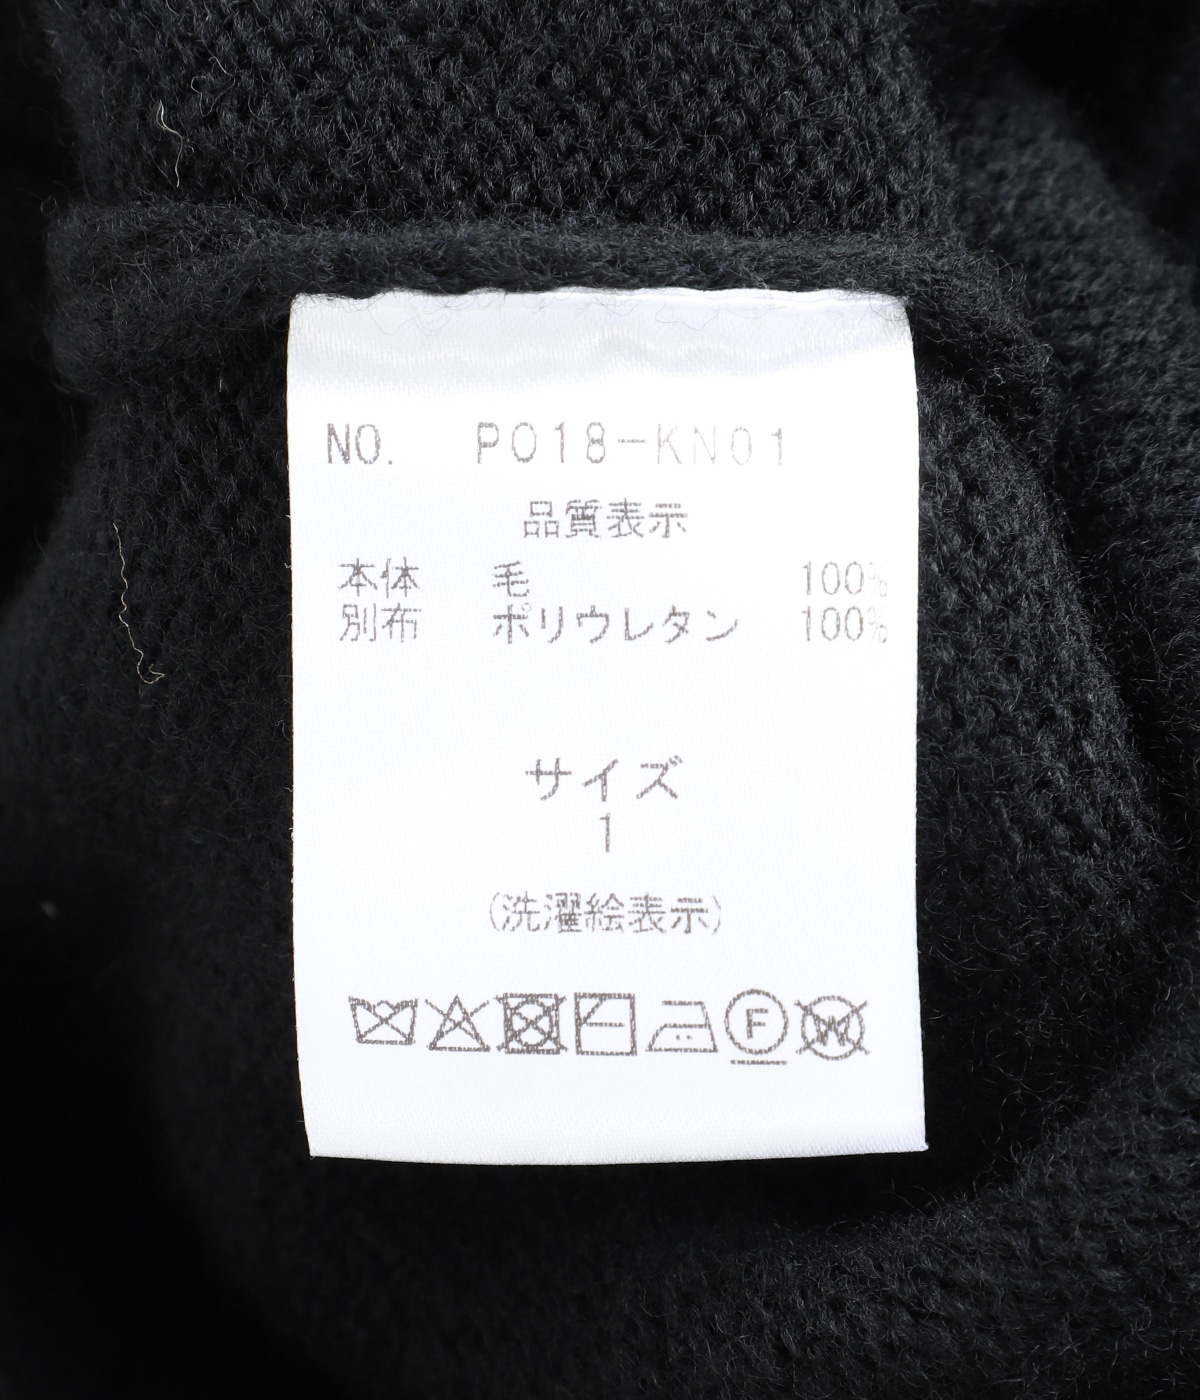 NO. P018-KN01
品質表示
本体 毛 100%
別布 ポリウレタン 100%
サイズ
1
(洗濯絵表示)
F W